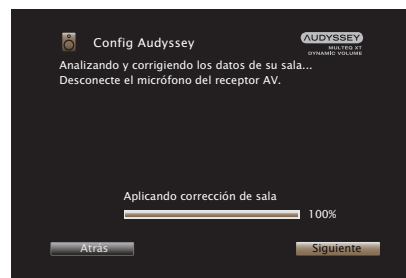 Config Audyssey
AUDYSSEY
MULTEQ XT
DYNAMIC VOLUME
Analizando y corrigiendo los datos de su sala...
Desconecte el micrófono del receptor AV.
Aplicando corrección de sala
100%
Atrás
Siguiente